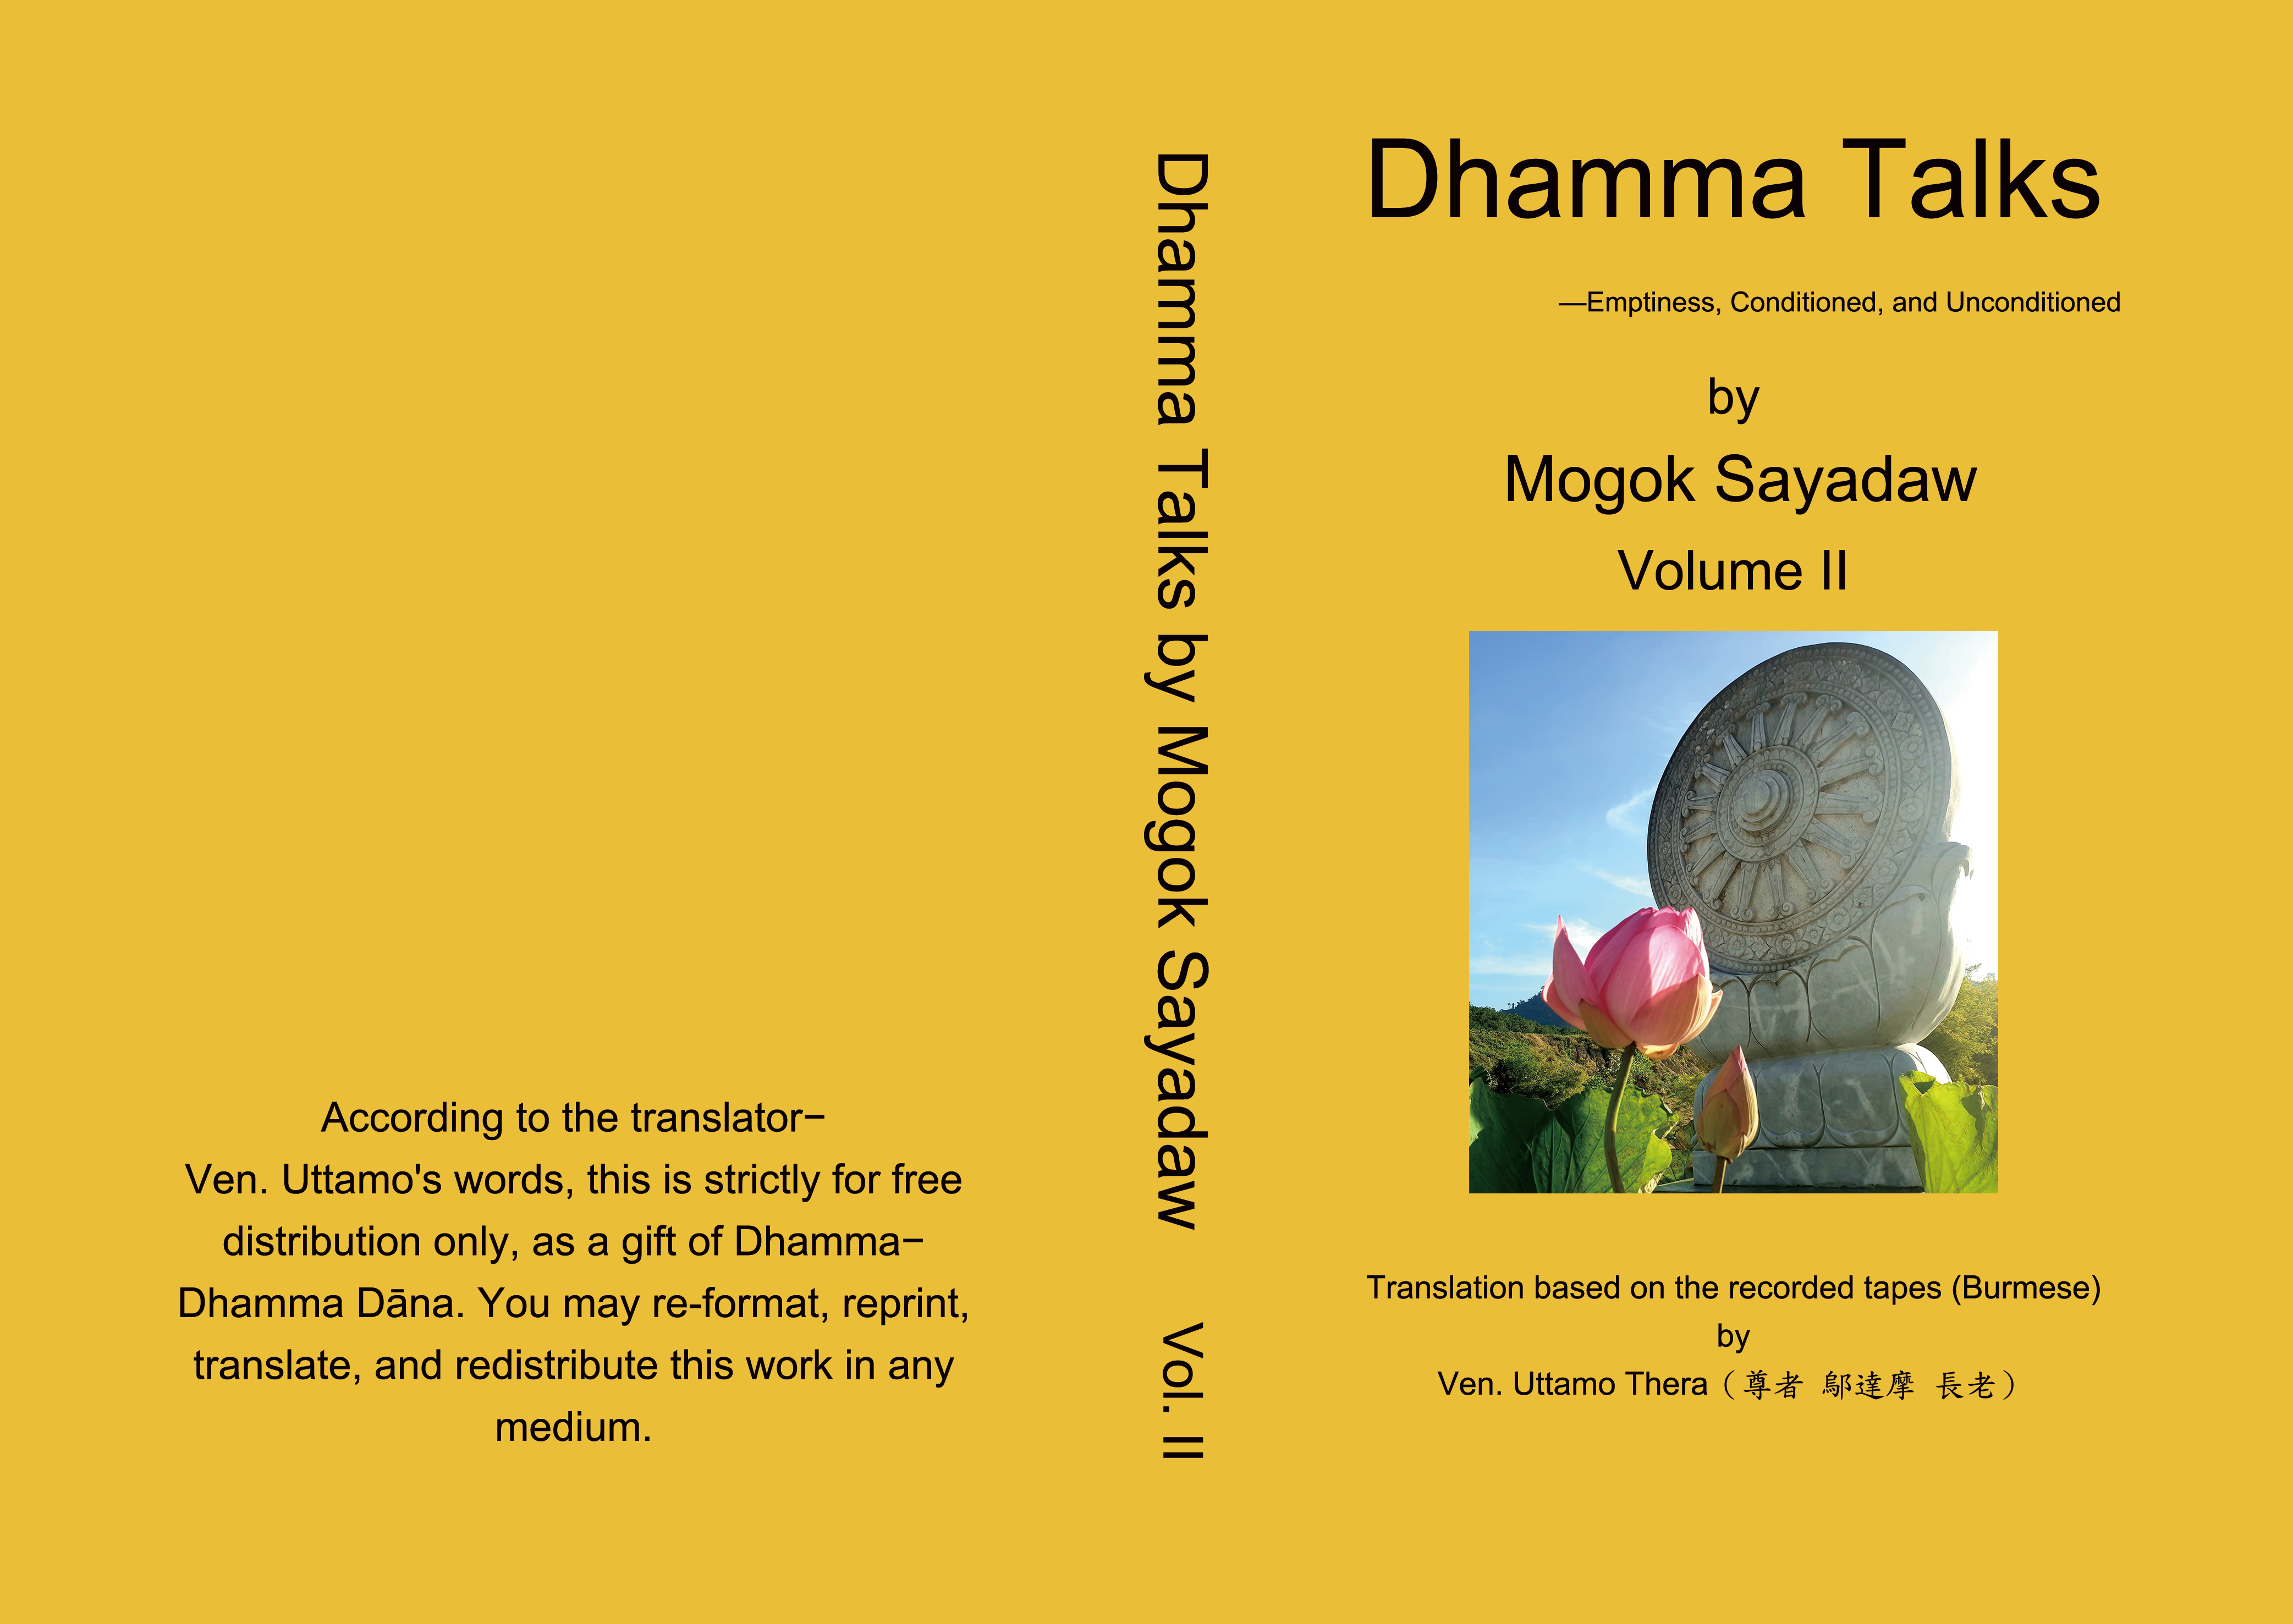 According to the translator−
Ven. Uttamo's words, this is strictly for free
distribution only, as a gift of Dhamma−
Dhamma Dāna. You may re-format, reprint,
translate, and redistribute this work in any
medium.
Dhamma Talks by Mogok Sayadaw Vol. II
Dhamma Talks
—Emptiness, Conditioned, and Unconditioned
by
Mogok Sayadaw
Volume II
Translation based on the recorded tapes (Burmese)
by
Ven. Uttamo Thera（尊者 鄔達摩 長老）